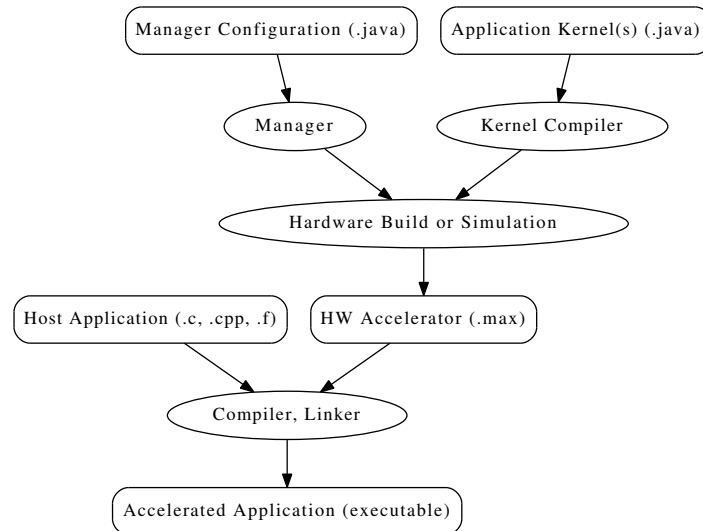 Manager Configuration (.java)
Application Kernel(s) (.java)
Manager
Kernel Compiler
Hardware Build or Simulation
Host Application (.c, .cpp, .f)
HW Accelerator (.max)
Compiler, Linker
Accelerated Application (executable)